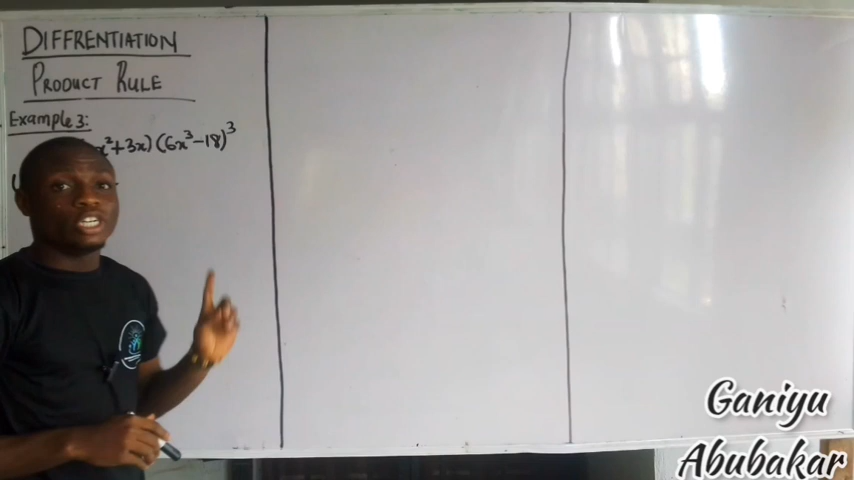 DIFFRENTIATION
PRODUCT RULE
Example 3:
x²+3x)(6x³-18)³
Ganiyu
Abubakar